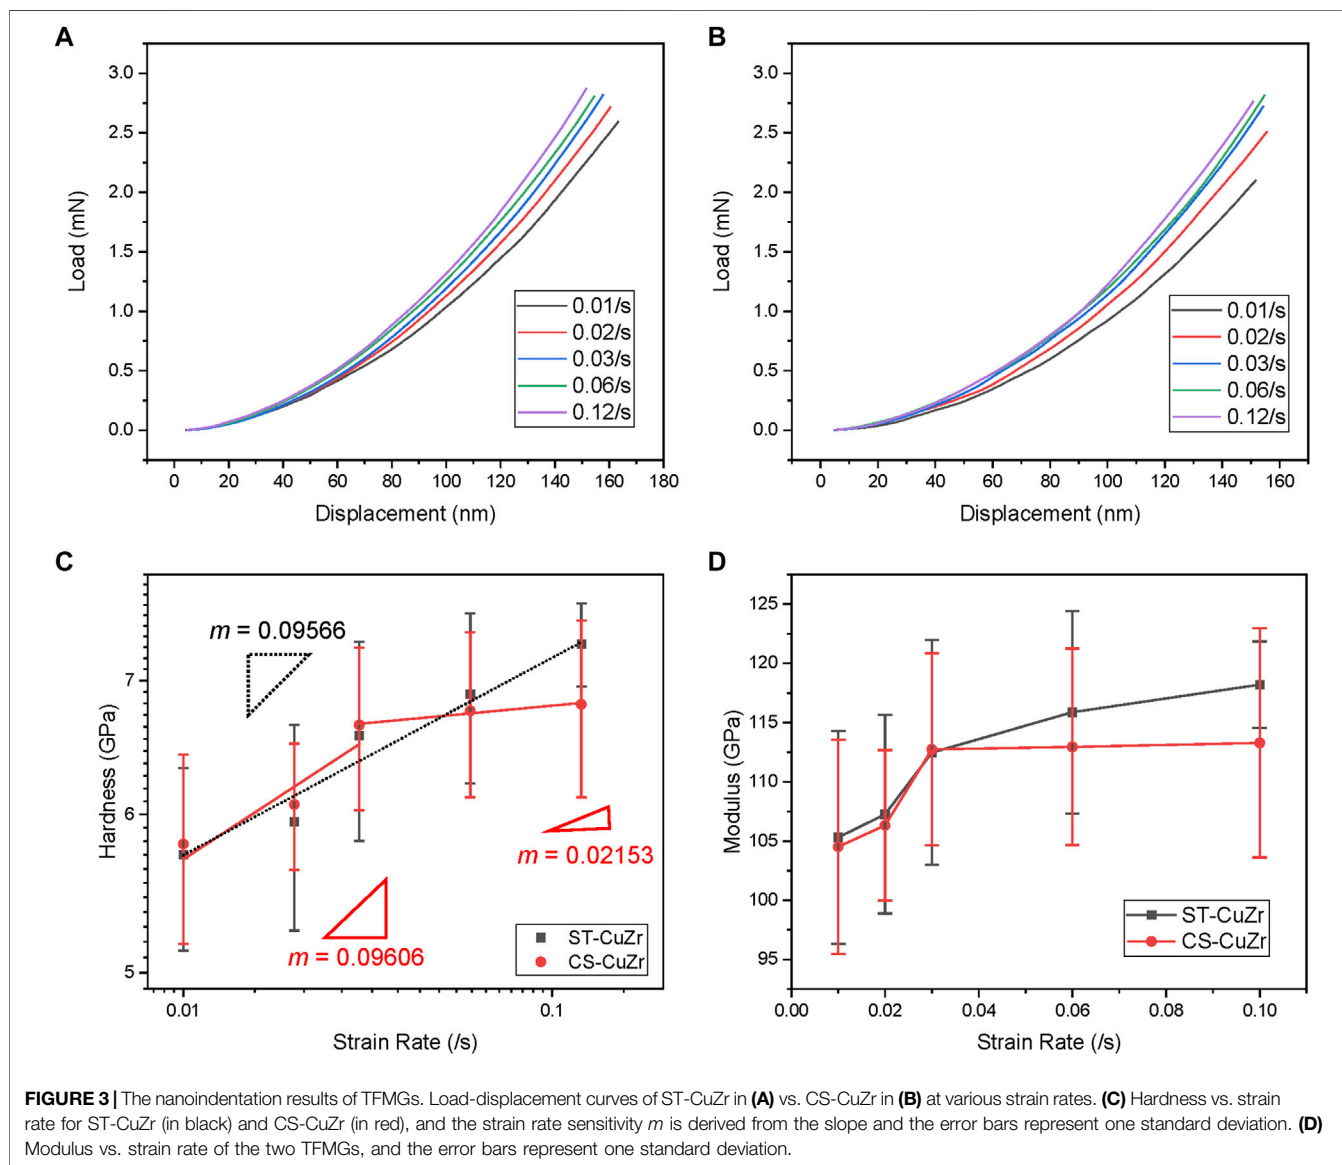 A
3.0
2.5
2.0
1.5
1.0
0.5
0.0
Load (mN)
0.01/s
0.02/s
0.03/s
0.06/s
0.12/s
0 20 40 60 80 100 120 140 160 180
Displacement (nm)
B
3.0
2.5
2.0
1.5
1.0
0.5
0.0
Load (mN)
0.01/s
0.02/s
0.03/s
0.06/s
0.12/s
0 20 40 60 80 100 120 140 160
Displacement (nm)
C
7
6
5
Hardness (GPa)
m = 0.09566
m = 0.02153
m = 0.09606
ST-CuZr
CS-CuZr
0.01 0.1
Strain Rate (/s)
D
125
120
115
110
105
100
95
Modulus (GPa)
ST-CuZr
CS-CuZr
0.00 0.02 0.04 0.06 0.08 0.10
Strain Rate (/s)
FIGURE 3 | The nanoindentation results of TFMGs. Load-displacement curves of ST-CuZr in (A) vs. CS-CuZr in (B) at various strain rates. (C) Hardness vs. strain
rate for ST-CuZr (in black) and CS-CuZr (in red), and the strain rate sensitivity m is derived from the slope and the error bars represent one standard deviation. (D)
Modulus vs. strain rate of the two TFMGs, and the error bars represent one standard deviation.